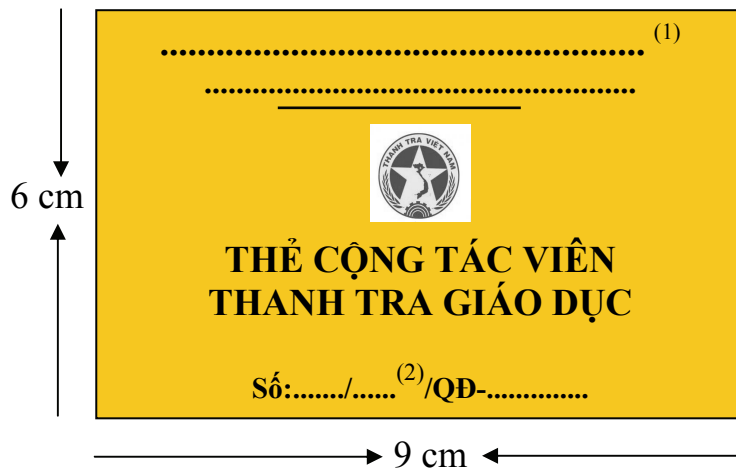 .................................................... (1)
................................................
THANH TRA VIỆT NAM
6 cm
THẺ CỘNG TÁC VIÊN
THANH TRA GIÁO DỤC
Số:......./......(2)/QĐ-..............
9 cm